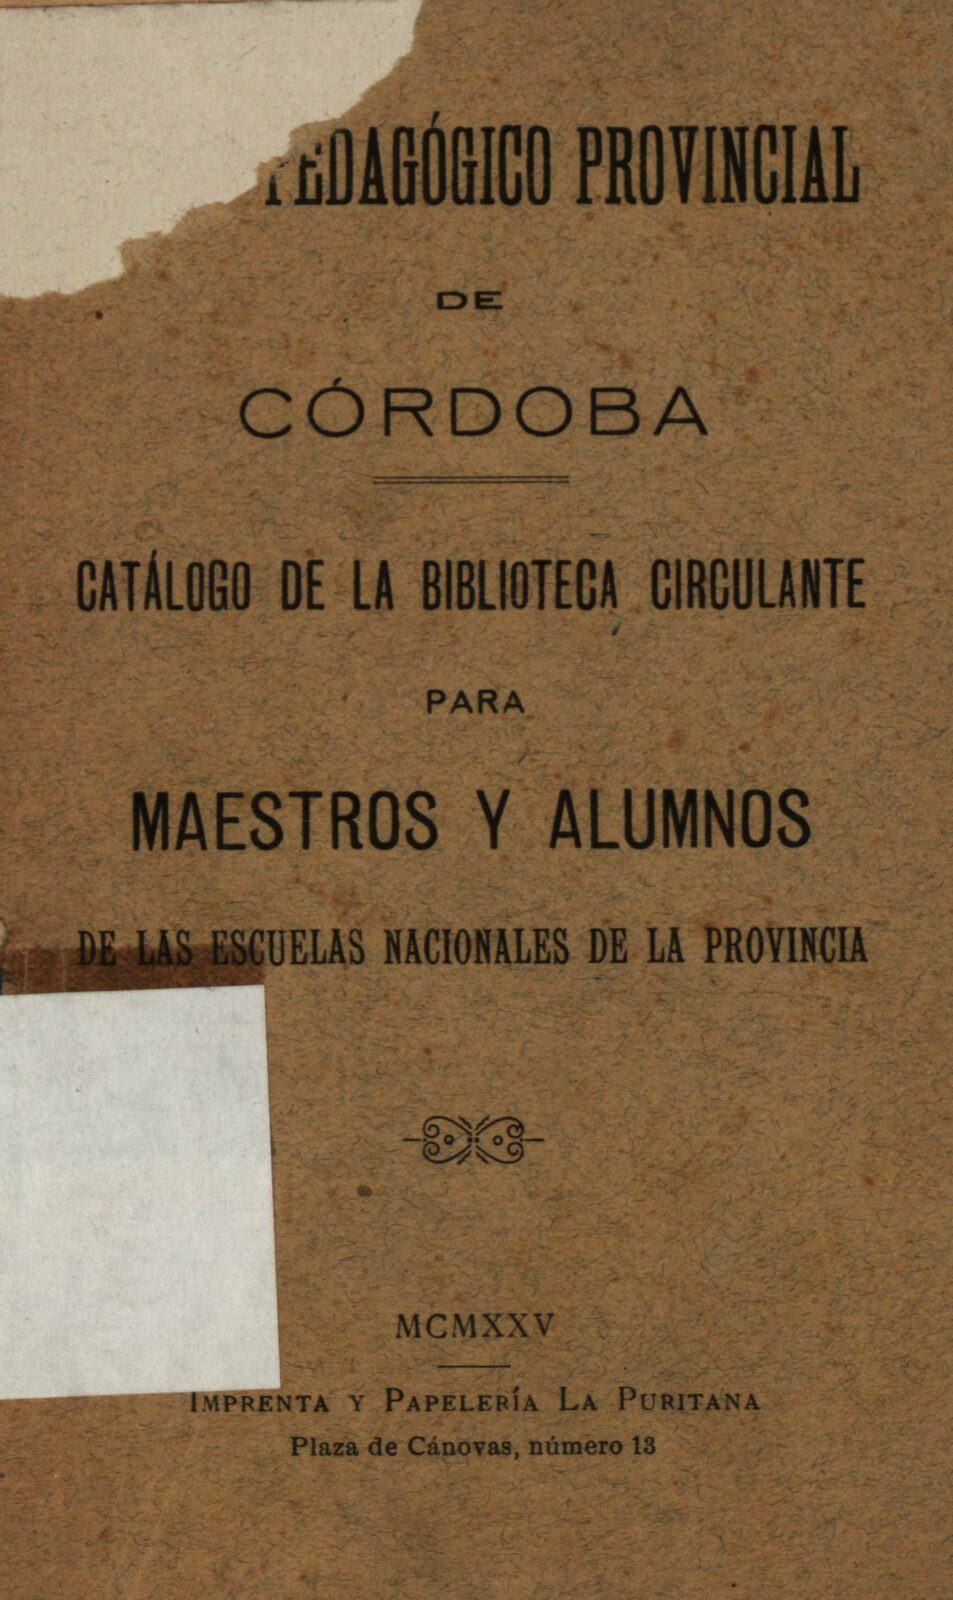 PEDAGÓGICO PROVINCIAL
DE
CÓRDOBA
CATÁLOGO DE LA BIBLIOTECA CIRCULANTE
PARA
MAESTROS Y ALUMNOS
DE LAS ESCUELAS NACIONALES DE LA PROVINCIA
MCMXXV
IMPRENTA Y PAPELERÍA LA PURITANA
Plaza de Cánovas, número 13